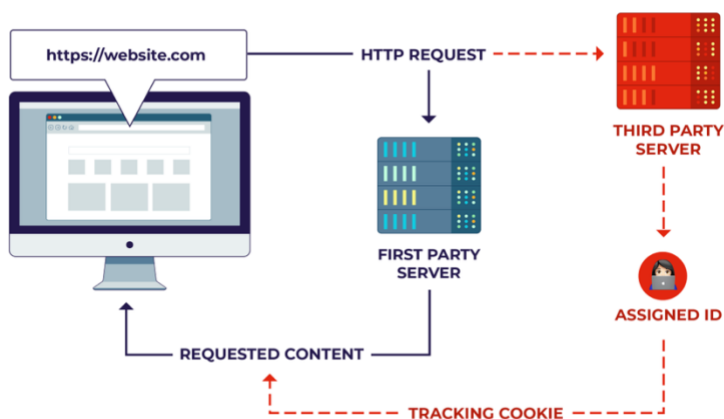 https://website.com
HTTP REQUEST
THIRD PARTY
SERVER
FIRST PARTY
SERVER
ASSIGNED ID
REQUESTED CONTENT
TRACKING COOKIE